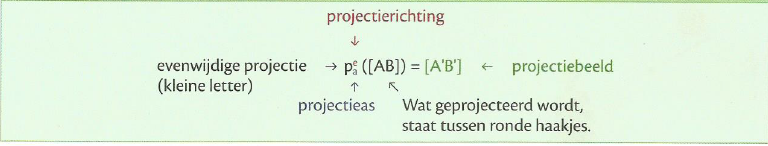 projectierichting
↓
evenwijdige projectie → pᵉₐ ([AB]) = [A'B'] ← projectiebeeld
(kleine letter) ↑ ↖
projectieas Wat geprojecteerd wordt,
staat tussen ronde haakjes.